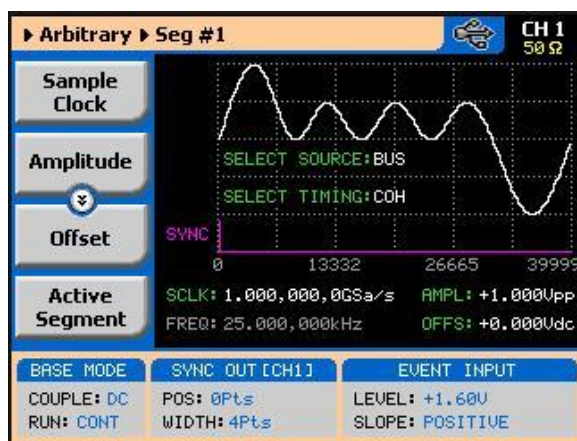 Arbitrary Seg #1
CH 1
50 Ω
Sample
Clock
Amplitude
Offset
Active
Segment
SELECT SOURCE:BUS
SELECT TIMING:COH
SYNC
0 13332 26665 39999
SCLK: 1.000,000,0GSa/s AMPL: +1.000Vpp
FREQ: 25.000,000kHz OFFS: +0.000Vdc
BASE MODE
COUPLE: DC
RUN: CONT
SYNC OUT [CH1]
POS: 0Pts
WIDTH: 4Pts
EVENT INPUT
LEVEL: +1.60V
SLOPE: POSITIVE